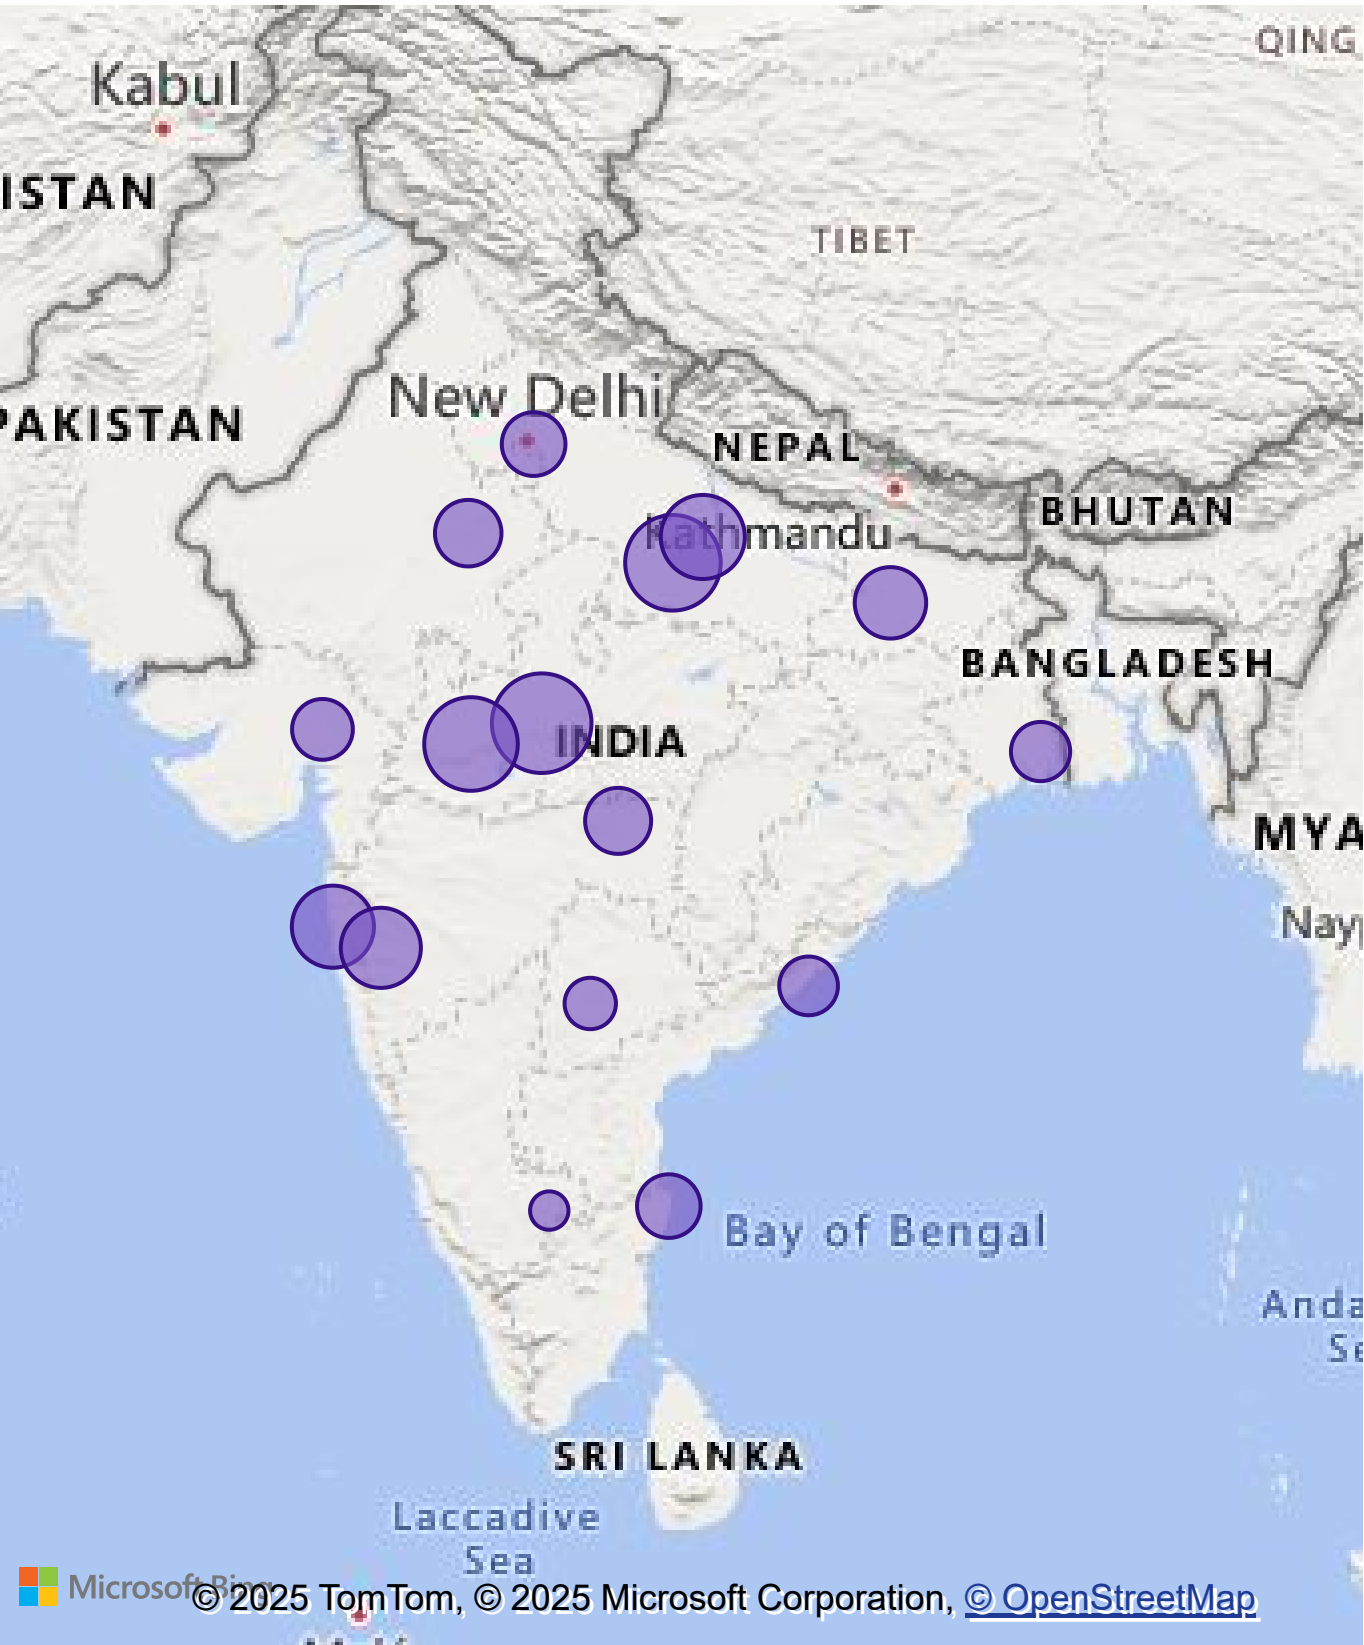 QING
Kabul
ISTAN
TIBET
New Delhi
PAKISTAN
NEPAL
BHUTAN
Kathmandu
BANGLADESH
INDIA
MYA
Nay
Bay of Bengal
Anda
Se
SRI LANKA
Laccadive
Sea
Microsoft Bing
© 2025 TomTom, © 2025 Microsoft Corporation, © OpenStreetMap